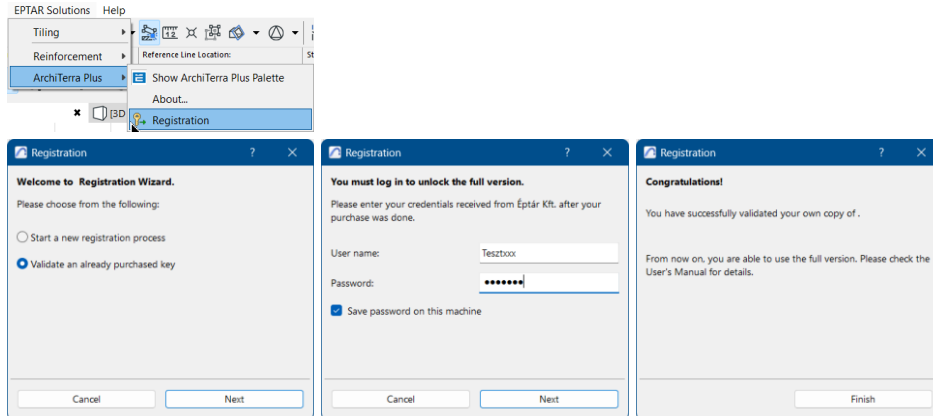 EPTAR Solutions Help
Tiling
Reinforcement
Reference Line Location:
St
ArchiTerra Plus
Show ArchiTerra Plus Palette
About...
[3D
Registration
Registration ? ×
Welcome to Registration Wizard.
Please choose from the following:
Start a new registration process
Validate an already purchased key
Cancel
Next
Registration ? ×
You must log in to unlock the full version.
Please enter your credentials received from Éptár Kft. after your
purchase was done.
User name:
Tesztxxx
Password:
•••••••
Save password on this machine
Cancel
Next
Registration ? ×
Congratulations!
You have successfully validated your own copy of .
From now on, you are able to use the full version. Please check the
User's Manual for details.
Finish